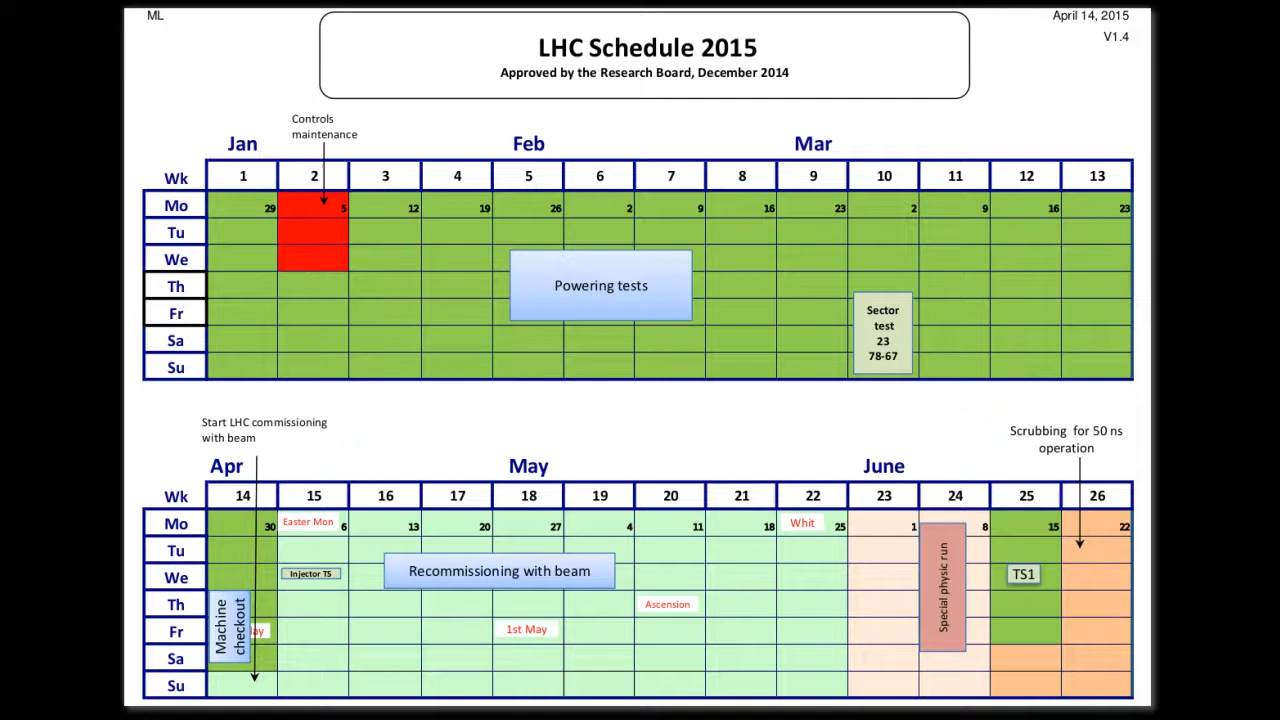 ML
April 14, 2015
V1.4
LHC Schedule 2015
Approved by the Research Board, December 2014
Controls
maintenance
Jan Feb Mar
Wk 1 2 3 4 5 6 7 8 9 10 11 12 13
Mo 29 5 12 19 26 2 9 16 23 2 9 16 23
Tu
We
Powering tests
Th
Fr
Sector
test
23
78-67
Sa
Su
Start LHC commissioning
with beam
Scrubbing for 50 ns
operation
Apr May June
Wk 14 15 16 17 18 19 20 21 22 23 24 25 26
Mo 30 Easter Mon 6 13 20 27 4 11 18 Whit 25 1 8 15 22
Tu
We
Injector TS
Recommissioning with beam
TS1
Special physic run
Th
Ascension
Machine
checkout
Fr
1st May
Sa
Su